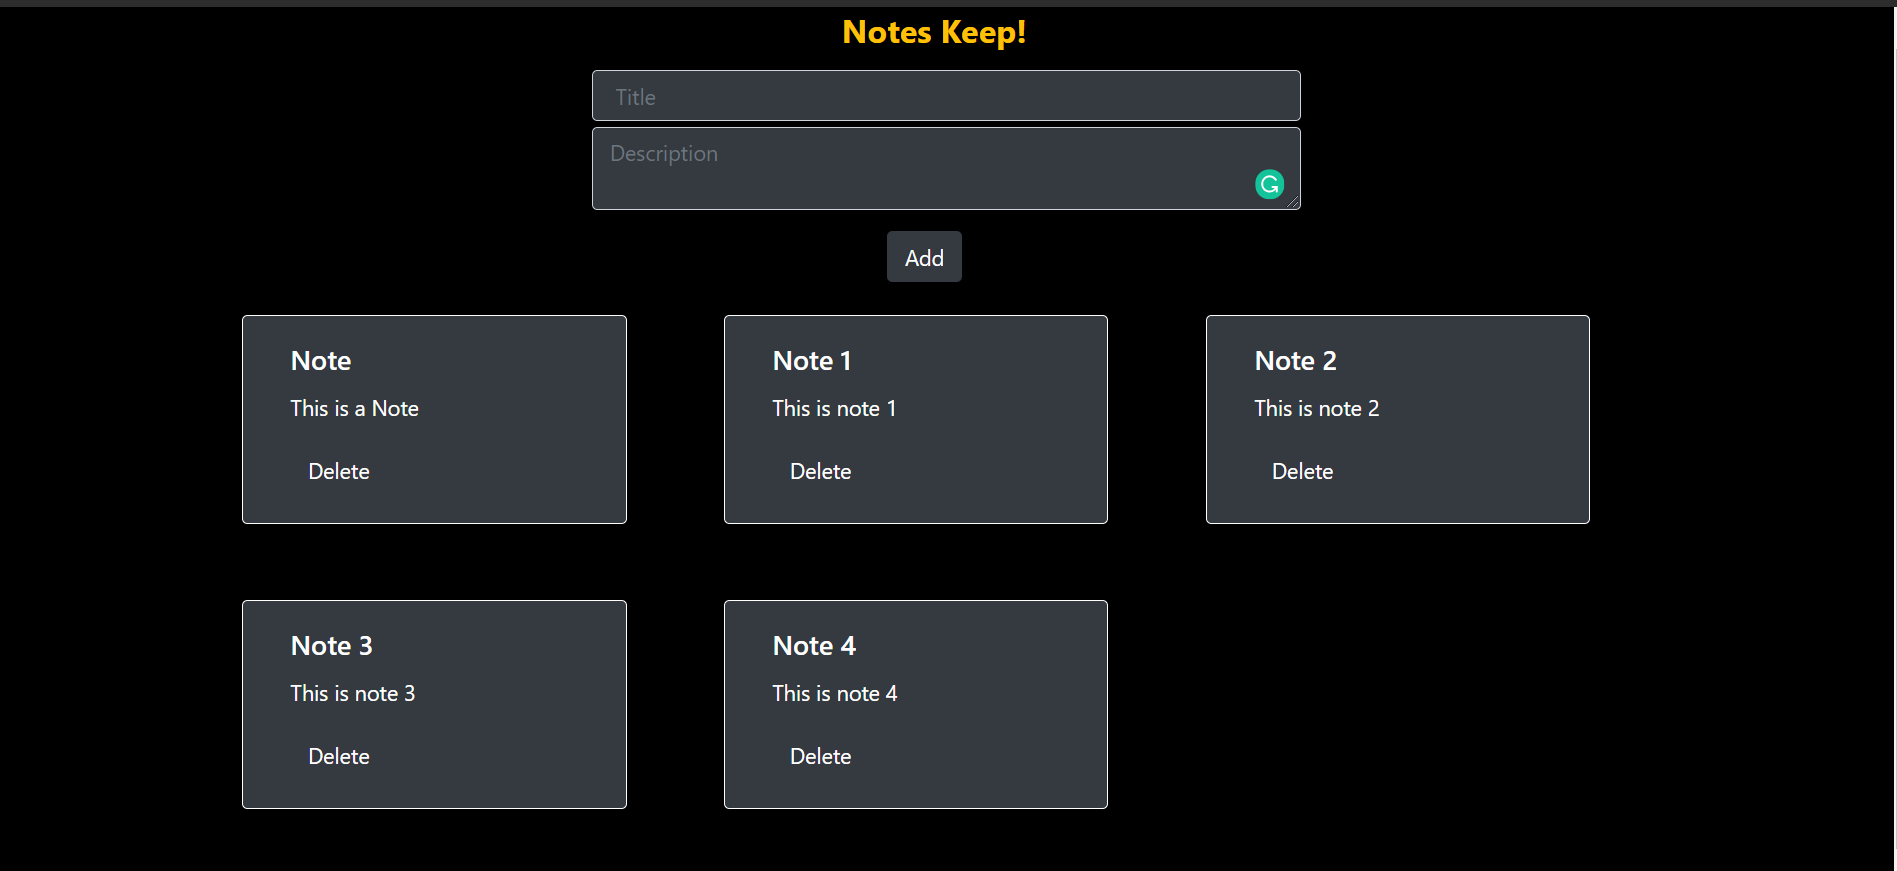 Notes Keep!
Title
Description
Add
Note
This is a Note
Delete
Note 1
This is note 1
Delete
Note 2
This is note 2
Delete
Note 3
This is note 3
Delete
Note 4
This is note 4
Delete